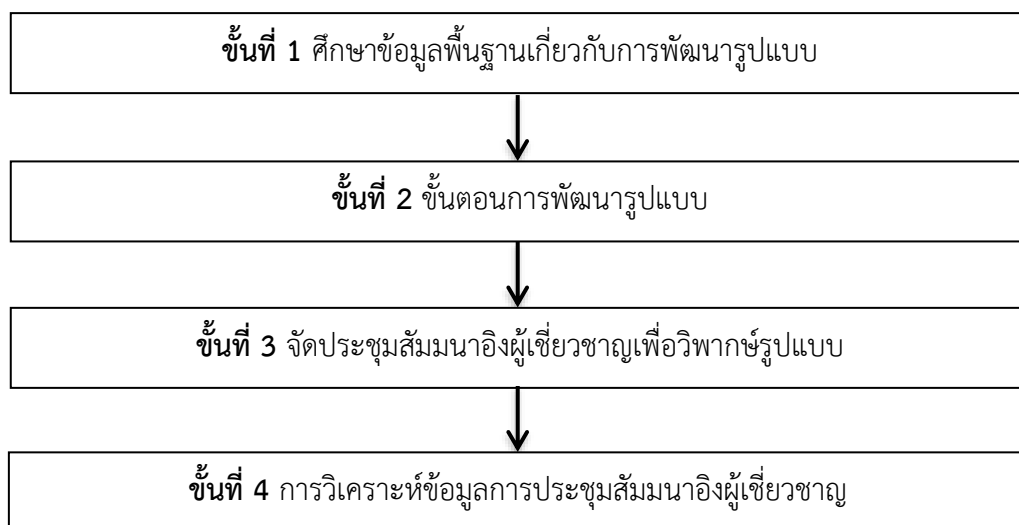 ขั้นที่ 1 ศึกษาข้อมูลพื้นฐานเกี่ยวกับการพัฒนารูปแบบ
ขั้นที่ 2 ขั้นตอนการพัฒนารูปแบบ
ขั้นที่ 3 จัดประชุมสัมมนาอิงผู้เชี่ยวชาญเพื่อวิพากษ์รูปแบบ
ขั้นที่ 4 การวิเคราะห์ข้อมูลการประชุมสัมมนาอิงผู้เชี่ยวชาญ